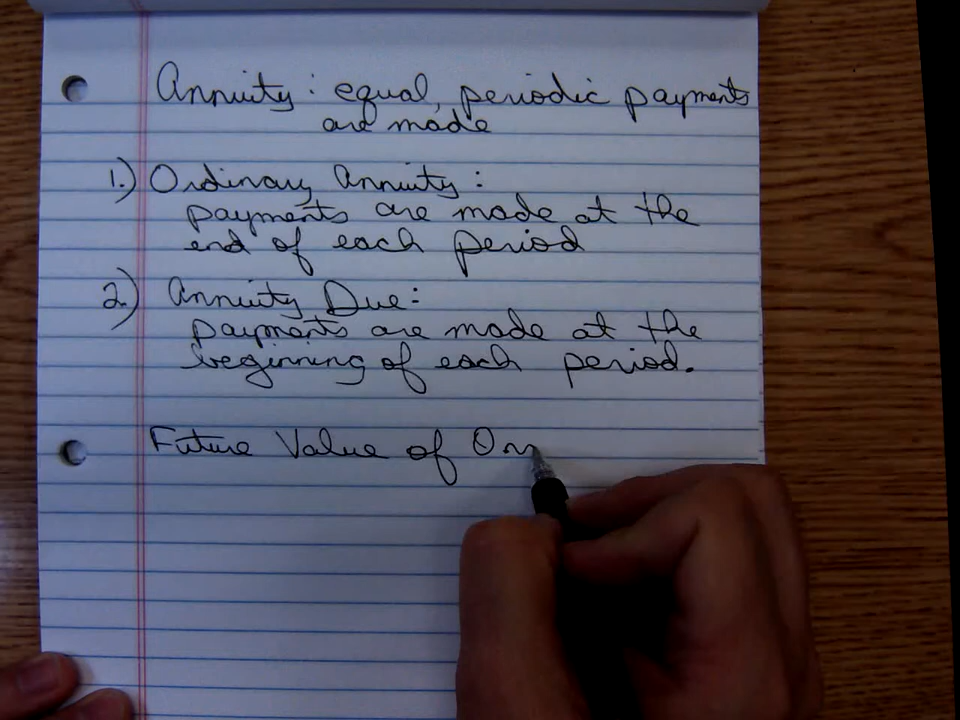 Annuity: equal, periodic payments
are made
1.) Ordinary Annuity:
payments are made at the
end of each period
2.) Annuity Due:
payments are made at the
beginning of each period.
Future Value of